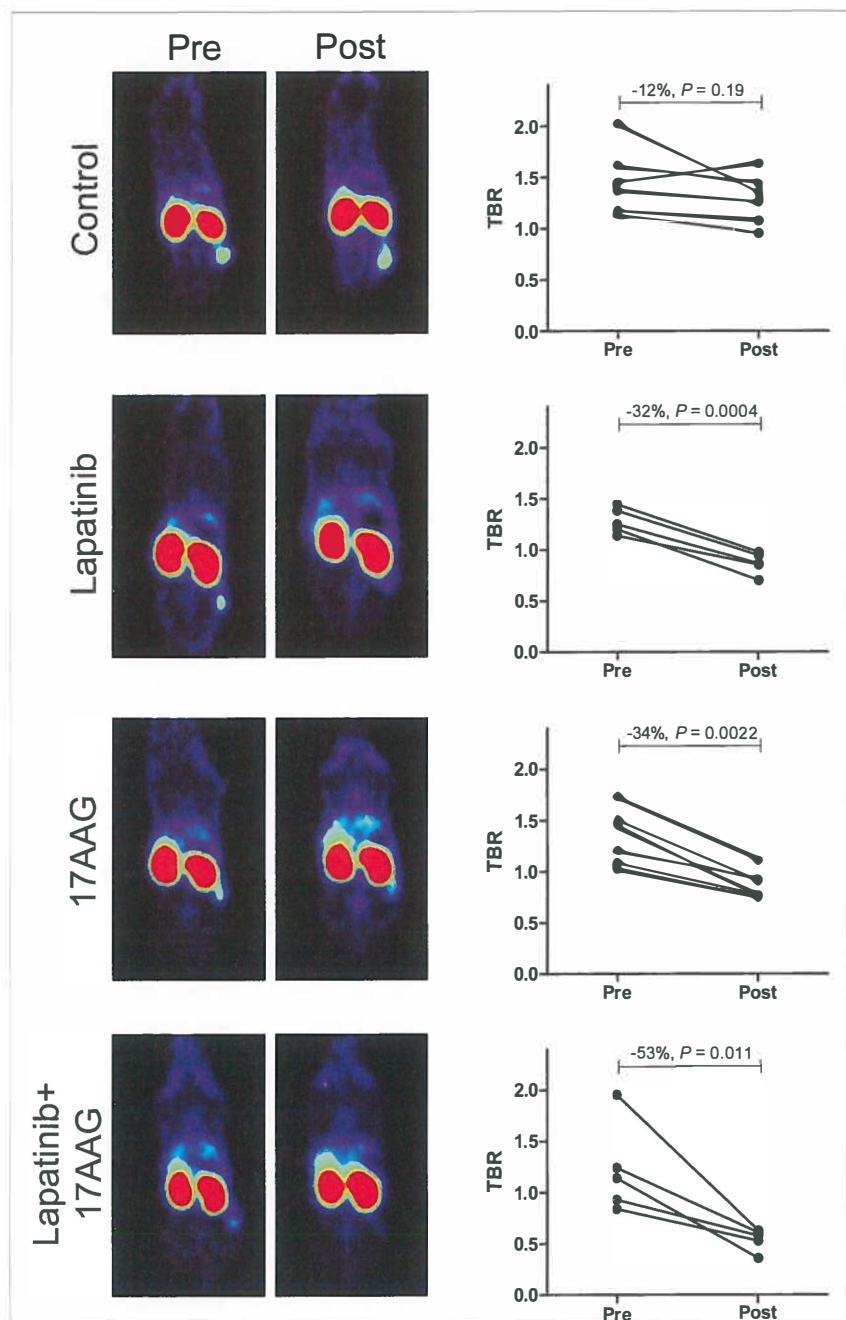 Pre Post
Control
-12%, P = 0.19
TBR
2.0
1.5
1.0
0.5
0.0
Pre Post
Lapatinib
-32%, P = 0.0004
TBR
2.0
1.5
1.0
0.5
0.0
Pre Post
17AAG
-34%, P = 0.0022
TBR
2.0
1.5
1.0
0.5
0.0
Pre Post
Lapatinib+
17AAG
-53%, P = 0.011
TBR
2.0
1.5
1.0
0.5
0.0
Pre Post